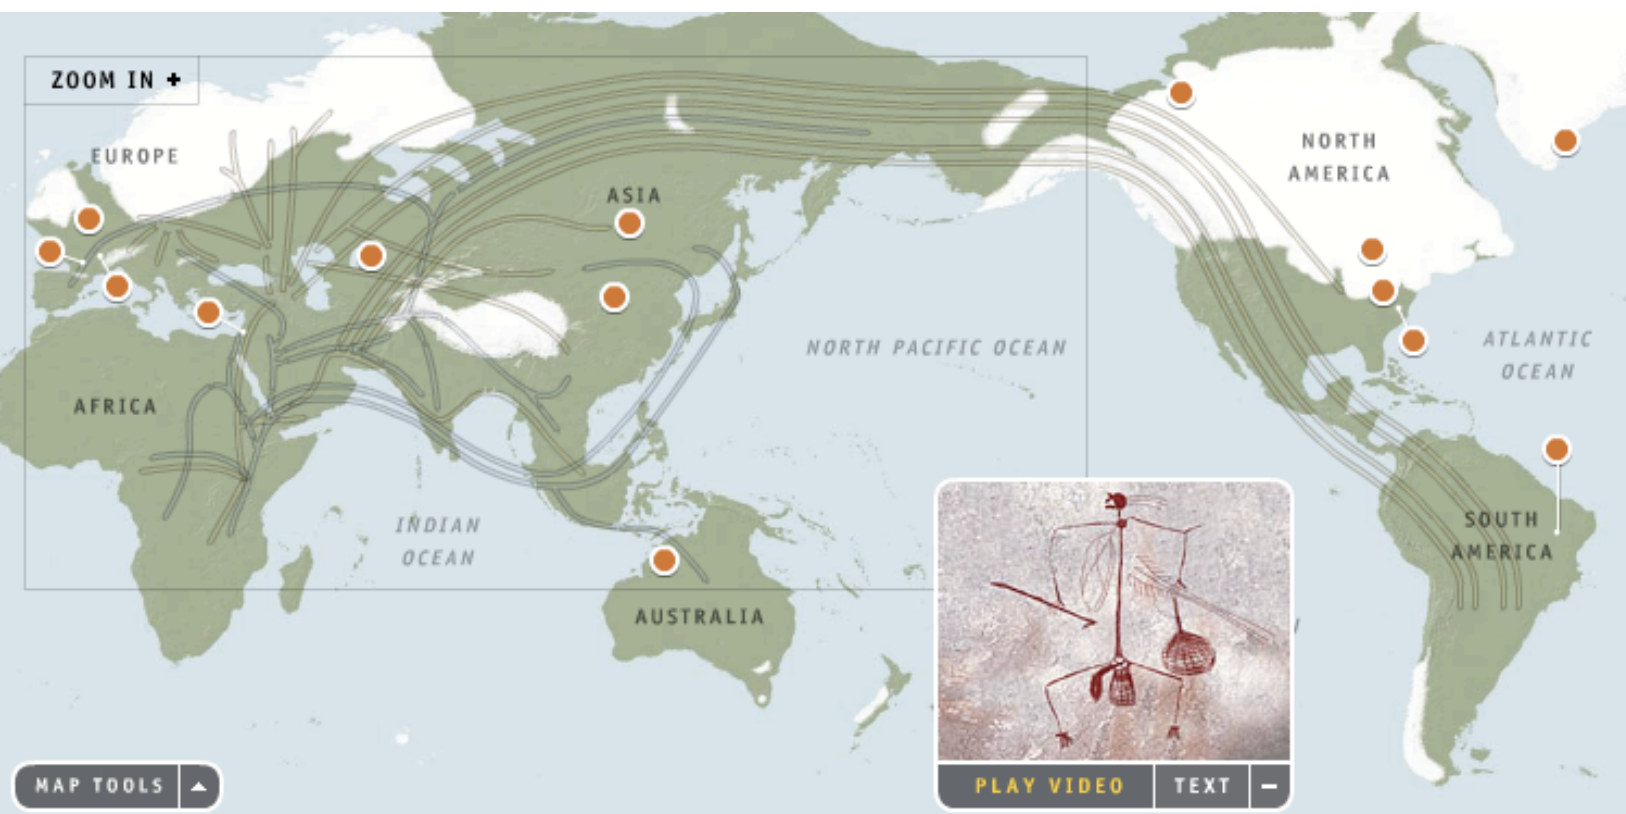 ZOOM IN +
EUROPE
ASIA
NORTH
AMERICA
AFRICA
NORTH PACIFIC OCEAN
ATLANTIC
OCEAN
INDIAN
OCEAN
SOUTH
AMERICA
AUSTRALIA
MAP TOOLS
PLAY VIDEO
TEXT